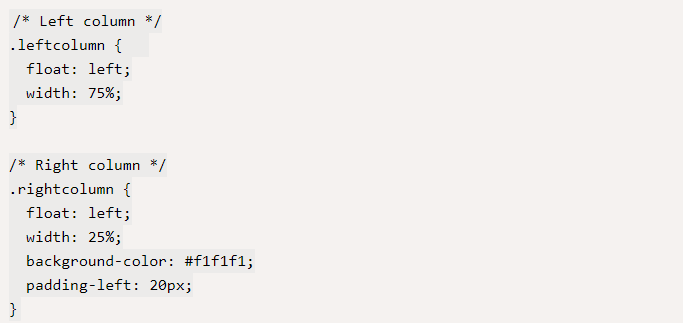 /* Left column */
.leftcolumn {
  float: left;
  width: 75%;
}

/* Right column */
.rightcolumn {
  float: left;
  width: 25%;
  background-color: #f1f1f1;
  padding-left: 20px;
}